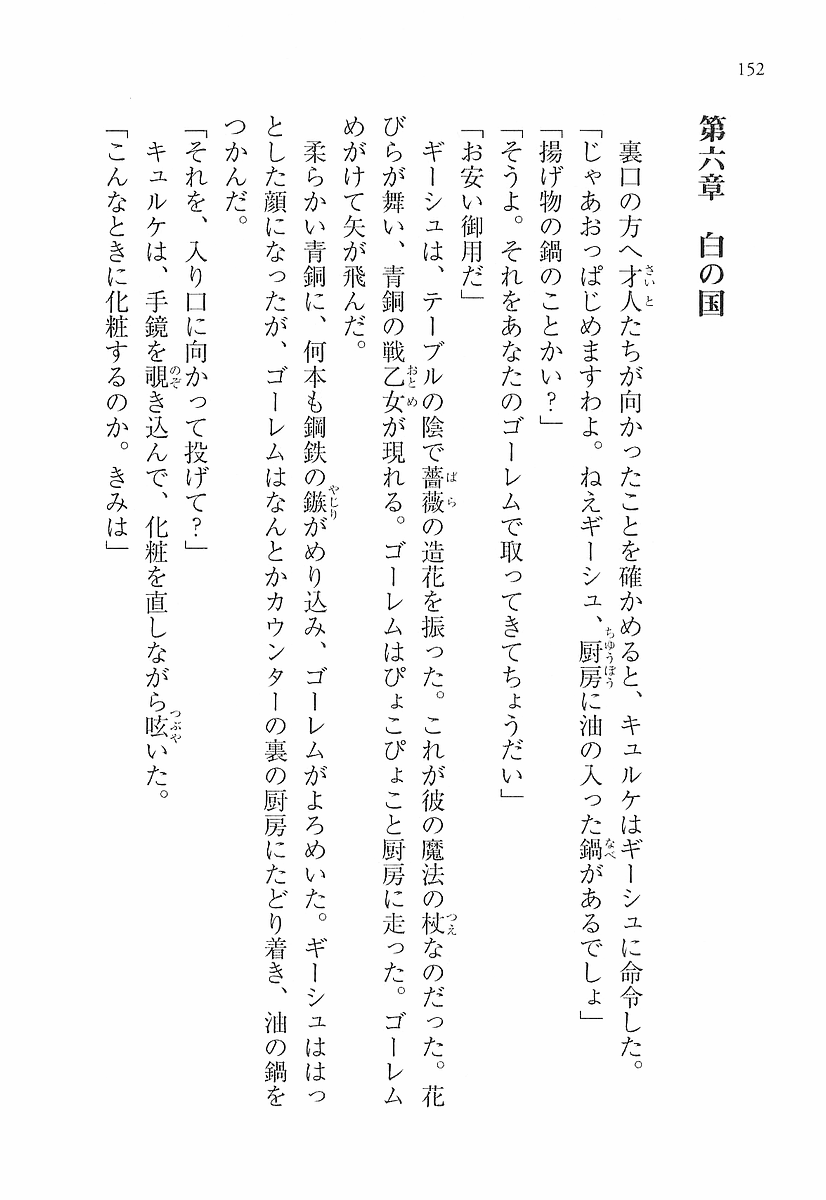 152
第六章　白の国
　裏口の方へ才人たちが向かったことを確かめると、キュルケはギーシュに命令した。
「じゃあおっぱじめますわよ。ねえギーシュ、厨房に油の入った鍋があるでしょ」
「揚げ物の鍋のことかい？」
「そうよ。それをあなたのゴーレムで取ってきてちょうだい」
「お安い御用だ」
　ギーシュは、テーブルの陰で薔薇の造花を振った。これが彼の魔法の杖なのだった。花
びらが舞い、青銅の戦乙女が現れる。ゴーレムはぴょこぴょこと厨房に走った。ゴーレム
めがけて矢が飛んだ。
　柔らかい青銅に、何本も鋼鉄の鏃がめり込み、ゴーレムがよろめいた。ギーシュははっ
とした顔になったが、ゴーレムはなんとかカウンターの裏の厨房にたどり着き、油の鍋を
つかんだ。
「それを、入り口に向かって投げて？」
　キュルケは、手鏡を覗き込んで、化粧を直しながら呟いた。
「こんなときに化粧するのか。きみは」